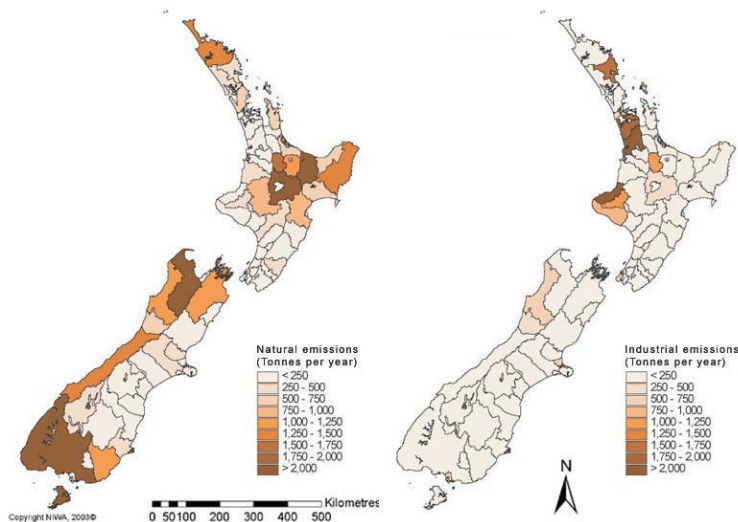 Natural emissions
(Tonnes per year)
< 250
250 - 500
500 - 750
750 - 1,000
1,000 - 1,250
1,250 - 1,500
1,500 - 1,750
1,750 - 2,000
> 2,000
Industrial emissions
(Tonnes per year)
< 250
250 - 500
500 - 750
750 - 1,000
1,000 - 1,250
1,250 - 1,500
1,500 - 1,750
1,750 - 2,000
> 2,000
N
Kilometres
0 50 100 200 300 400 500
Copyright NIWA, 2003©